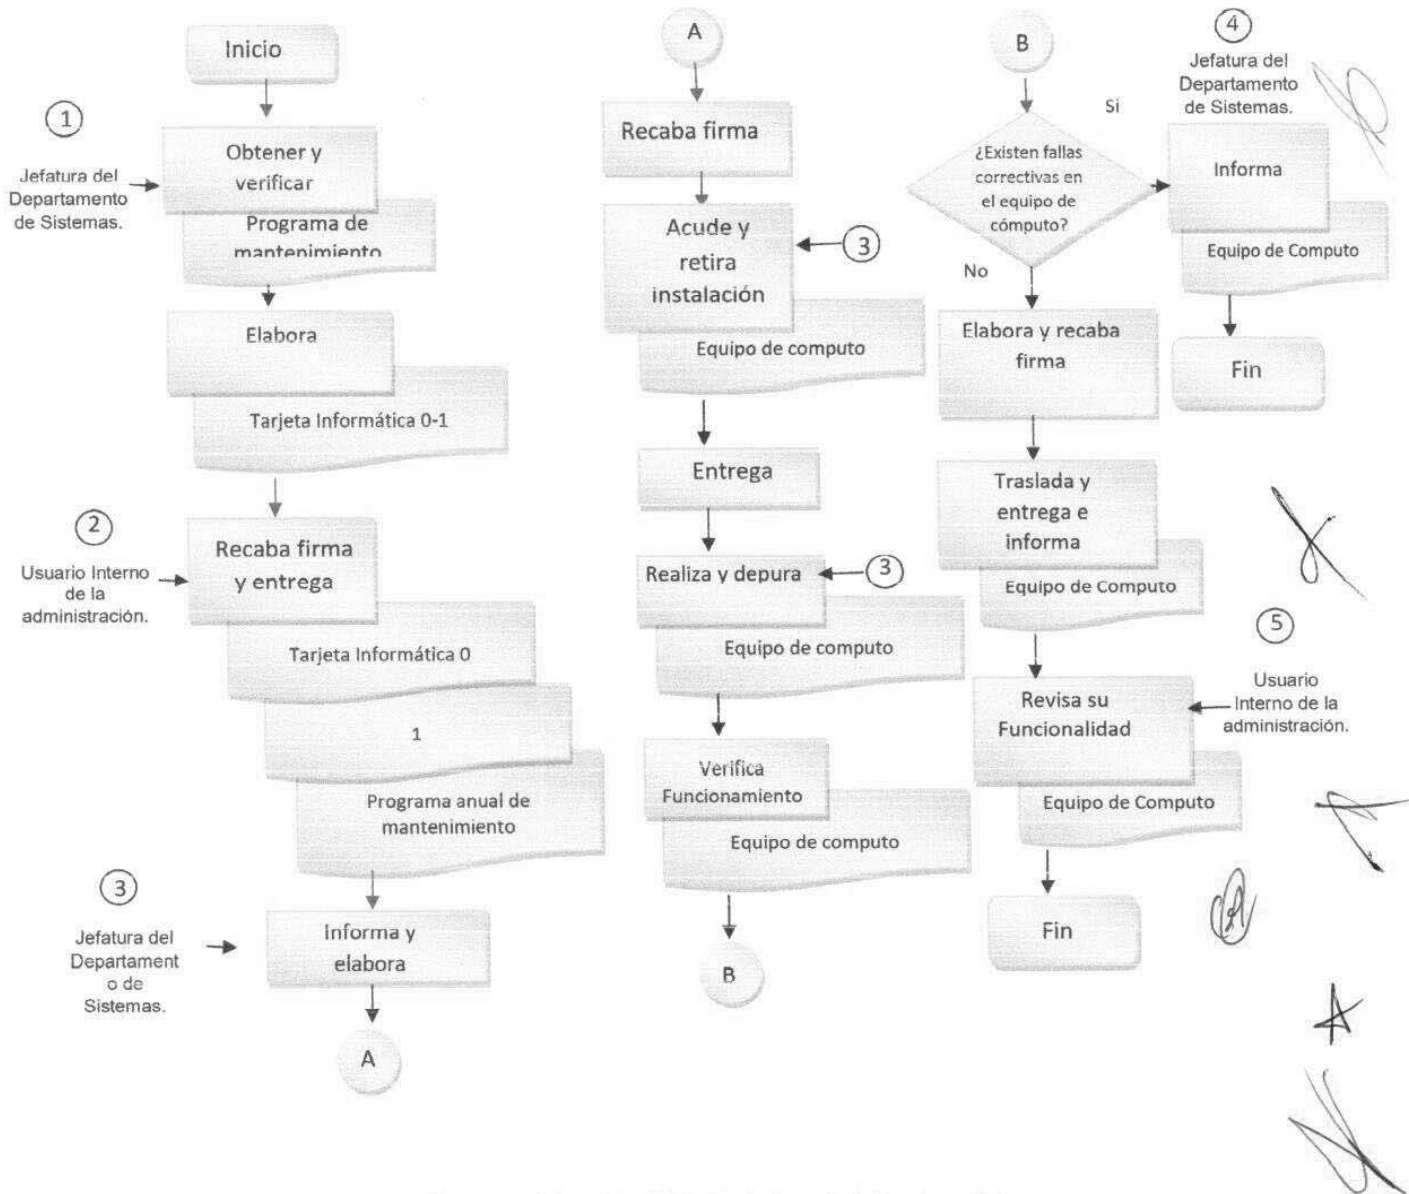 Inicio
1
Jefatura del
Departamento
de Sistemas.
Obtener y
verificar
Programa de
mantenimiento
Elabora
Tarjeta Informática 0-1
2
Usuario Interno
de la
administración.
Recaba firma
y entrega
Tarjeta Informática 0
1
Programa anual de
mantenimiento
3
Jefatura del
Departament
o de
Sistemas.
Informa y
elabora
A
A
Recaba firma
Acude y
retira
instalación
3
Equipo de computo
Entrega
Realiza y depura
3
Equipo de computo
Verifica
Funcionamiento
Equipo de computo
B
B
¿Existen fallas
correctivas en
el equipo de
cómputo?
Si
No
4
Jefatura del
Departamento
de Sistemas.
Informa
Equipo de Computo
Fin
Elabora y recaba
firma
Traslada y
entrega e
informa
Equipo de Computo
5
Usuario
Interno de la
administración.
Revisa su
Funcionalidad
Equipo de Computo
Fin